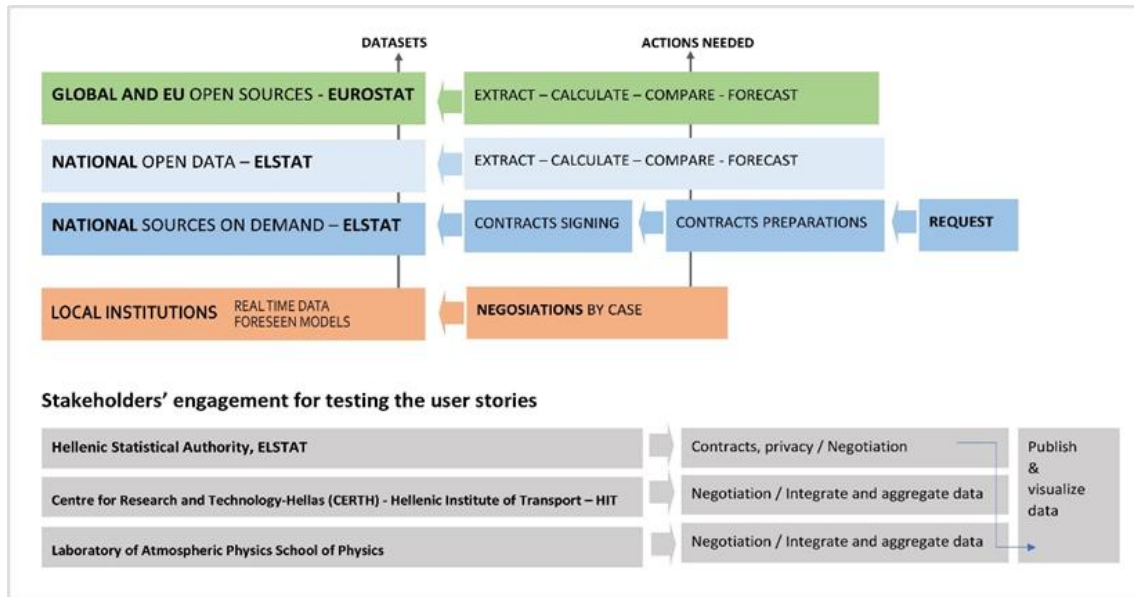 DATASETS
ACTIONS NEEDED
GLOBAL AND EU OPEN SOURCES - EUROSTAT
EXTRACT – CALCULATE – COMPARE - FORECAST
NATIONAL OPEN DATA – ELSTAT
EXTRACT – CALCULATE – COMPARE - FORECAST
NATIONAL SOURCES ON DEMAND – ELSTAT
CONTRACTS SIGNING
CONTRACTS PREPARATIONS
REQUEST
LOCAL INSTITUTIONS
REAL TIME DATA
FORESEEN MODELS
NEGOSIATIONS BY CASE
Stakeholders’ engagement for testing the user stories
Hellenic Statistical Authority, ELSTAT
Contracts, privacy / Negotiation
Centre for Research and Technology-Hellas (CERTH) - Hellenic Institute of Transport – HIT
Negotiation / Integrate and aggregate data
Laboratory of Atmospheric Physics School of Physics
Negotiation / Integrate and aggregate data
Publish
&
visualize
data